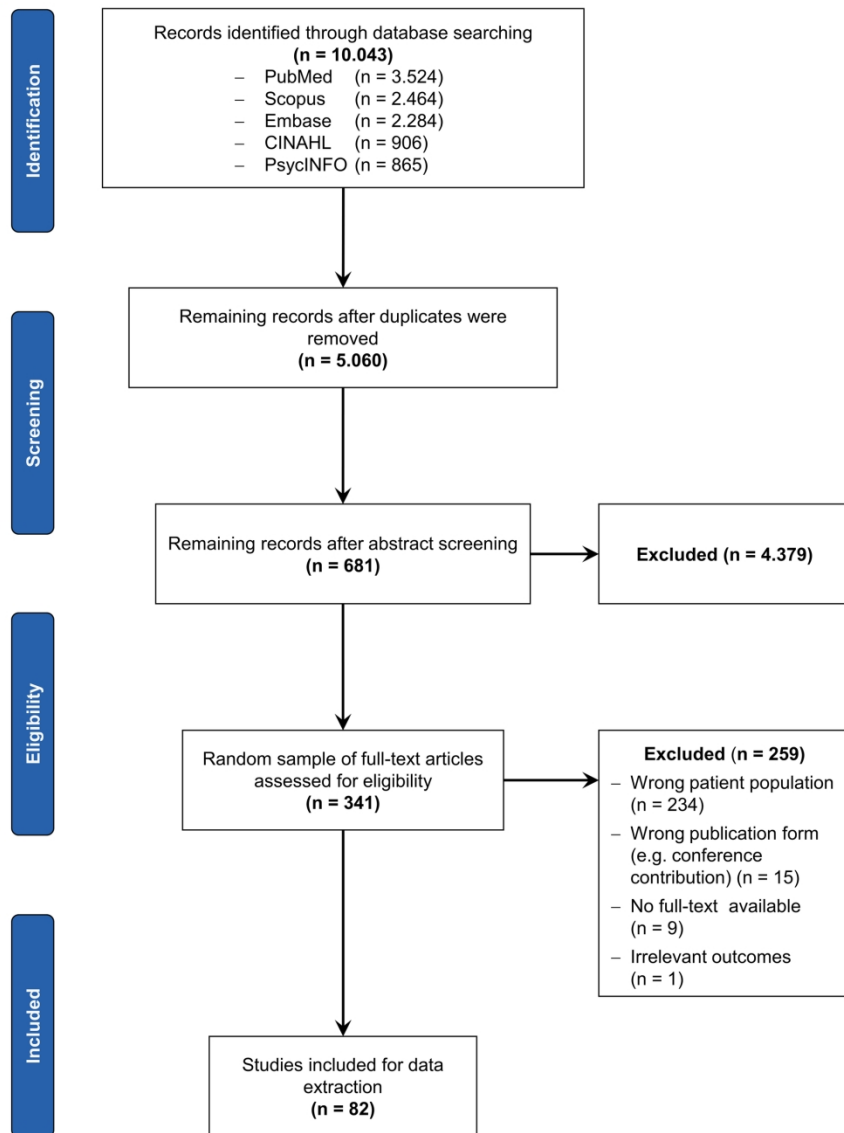 Identification
Records identified through database searching
(n = 10.043)
– PubMed (n = 3.524)
– Scopus (n = 2.464)
– Embase (n = 2.284)
– CINAHL (n = 906)
– PsycINFO (n = 865)
Screening
Remaining records after duplicates were
removed
(n = 5.060)
Remaining records after abstract screening
(n = 681)
Excluded (n = 4.379)
Eligibility
Random sample of full-text articles
assessed for eligibility
(n = 341)
Excluded (n = 259)
– Wrong patient population
(n = 234)
– Wrong publication form
(e.g. conference
contribution) (n = 15)
– No full-text available
(n = 9)
– Irrelevant outcomes
(n = 1)
Included
Studies included for data
extraction
(n = 82)